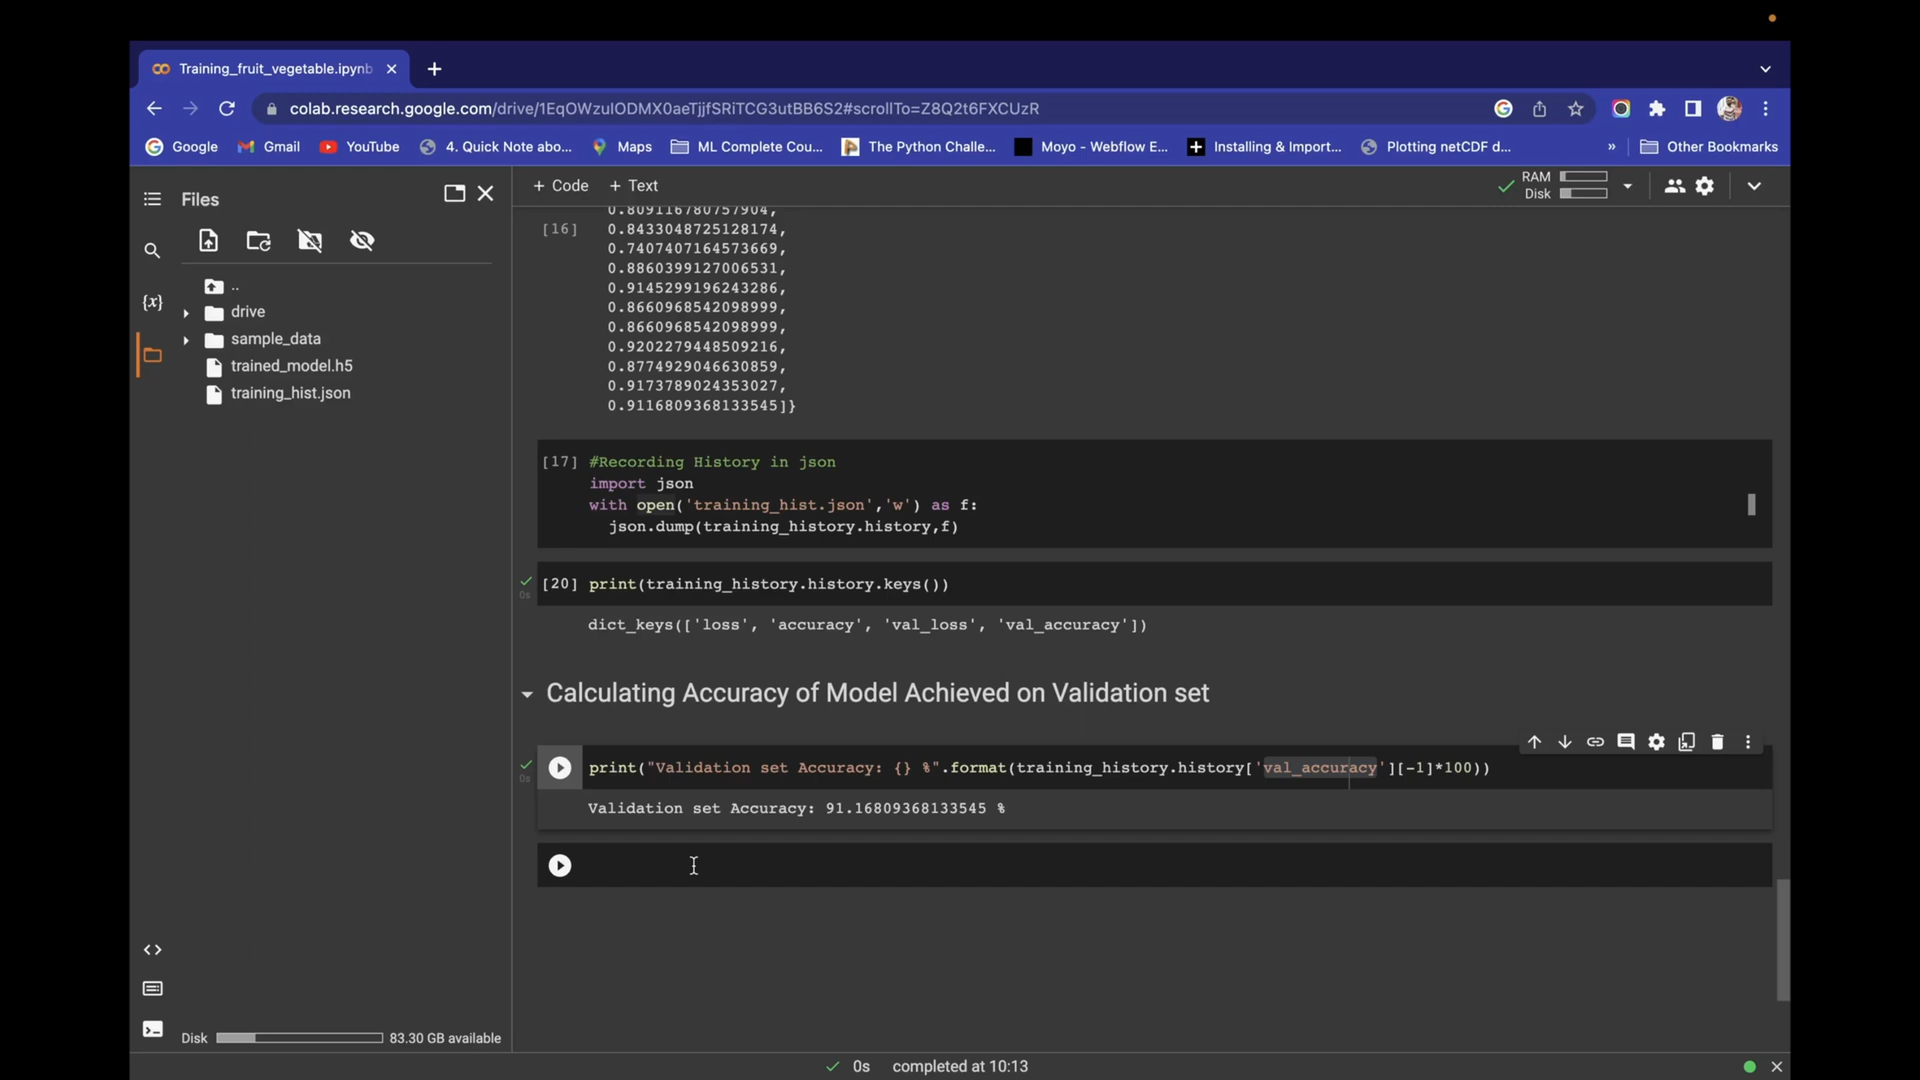 Training_fruit_vegetable.ipynb
colab.research.google.com/drive/1EqOWzuIODMX0aeTjjfSRiTCG3utBB6S2#scrollTo=Z8Q2t6FXCUzR
Google
Gmail
YouTube
4. Quick Note abo...
Maps
ML Complete Cou...
The Python Challe...
Moyo - Webflow E...
Installing & Import...
Plotting netCDF d...
»
Other Bookmarks
Files
+ Code
+ Text
RAM
Disk
..
drive
sample_data
trained_model.h5
training_hist.json
{x}
0.809116780757904,
[16]
0.8433048725128174,
0.7407407164573669,
0.8860399127006531,
0.9145299196243286,
0.8660968542098999,
0.8660968542098999,
0.9202279448509216,
0.8774929046630859,
0.9173789024353027,
0.9116809368133545]}
[17] #Recording History in json
import json
with open('training_hist.json','w') as f:
json.dump(training_history.history,f)
0s
[20] print(training_history.history.keys())
dict_keys(['loss', 'accuracy', 'val_loss', 'val_accuracy'])
Calculating Accuracy of Model Achieved on Validation set
0s
print("Validation set Accuracy: {} %".format(training_history.history['val_accuracy'][-1]*100))
Validation set Accuracy: 91.16809368133545 %
Disk
83.30 GB available
0s completed at 10:13